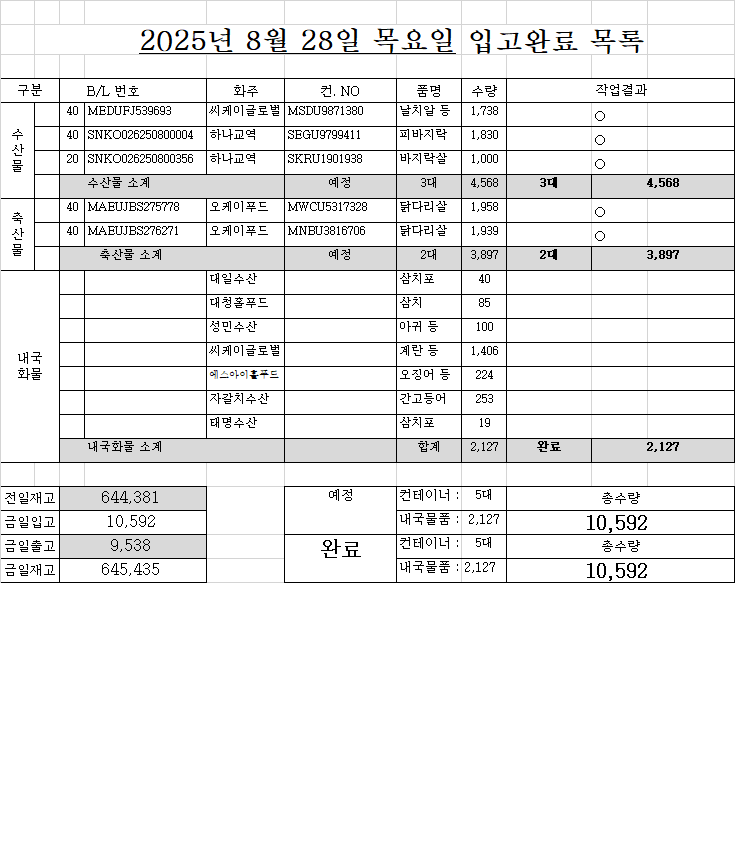 2025년 8월 28일 목요일 입고완료 목록
구분 B/L 번호 화주 컨. NO 품명 수량 작업결과
수산물
40 MEDUFJ539693 씨케이글로벌 MSDU9871380 날치알 등 1,738 ○
40 SNKO026250800004 하나교역 SEGU9799411 피바지락 1,830 ○
20 SNKO026250800356 하나교역 SKRU1901938 바지락살 1,000 ○
수산물 소계 예정 3대 4,568 3대 4,568
축산물
40 MAEUJBS275778 오케이푸드 MWCU5317328 닭다리살 1,958 ○
40 MAEUJBS276271 오케이푸드 MNBU3816706 닭다리살 1,939 ○
축산물 소계 예정 2대 3,897 2대 3,897
내국
화물
대일수산 삼치포 40
대청홀푸드 삼치 85
성민수산 아귀 등 100
씨케이글로벌 계란 등 1,406
에스아이홀푸드 오징어 등 224
자갈치수산 간고등어 253
태명수산 삼치포 19
내국화물 소계 합계 2,127 완료 2,127
전일재고 644,381 예정 컨테이너 : 5대 총수량
금일입고 10,592 내국물품 : 2,127 10,592
금일출고 9,538 완료 컨테이너 : 5대 총수량
금일재고 645,435 내국물품 : 2,127 10,592